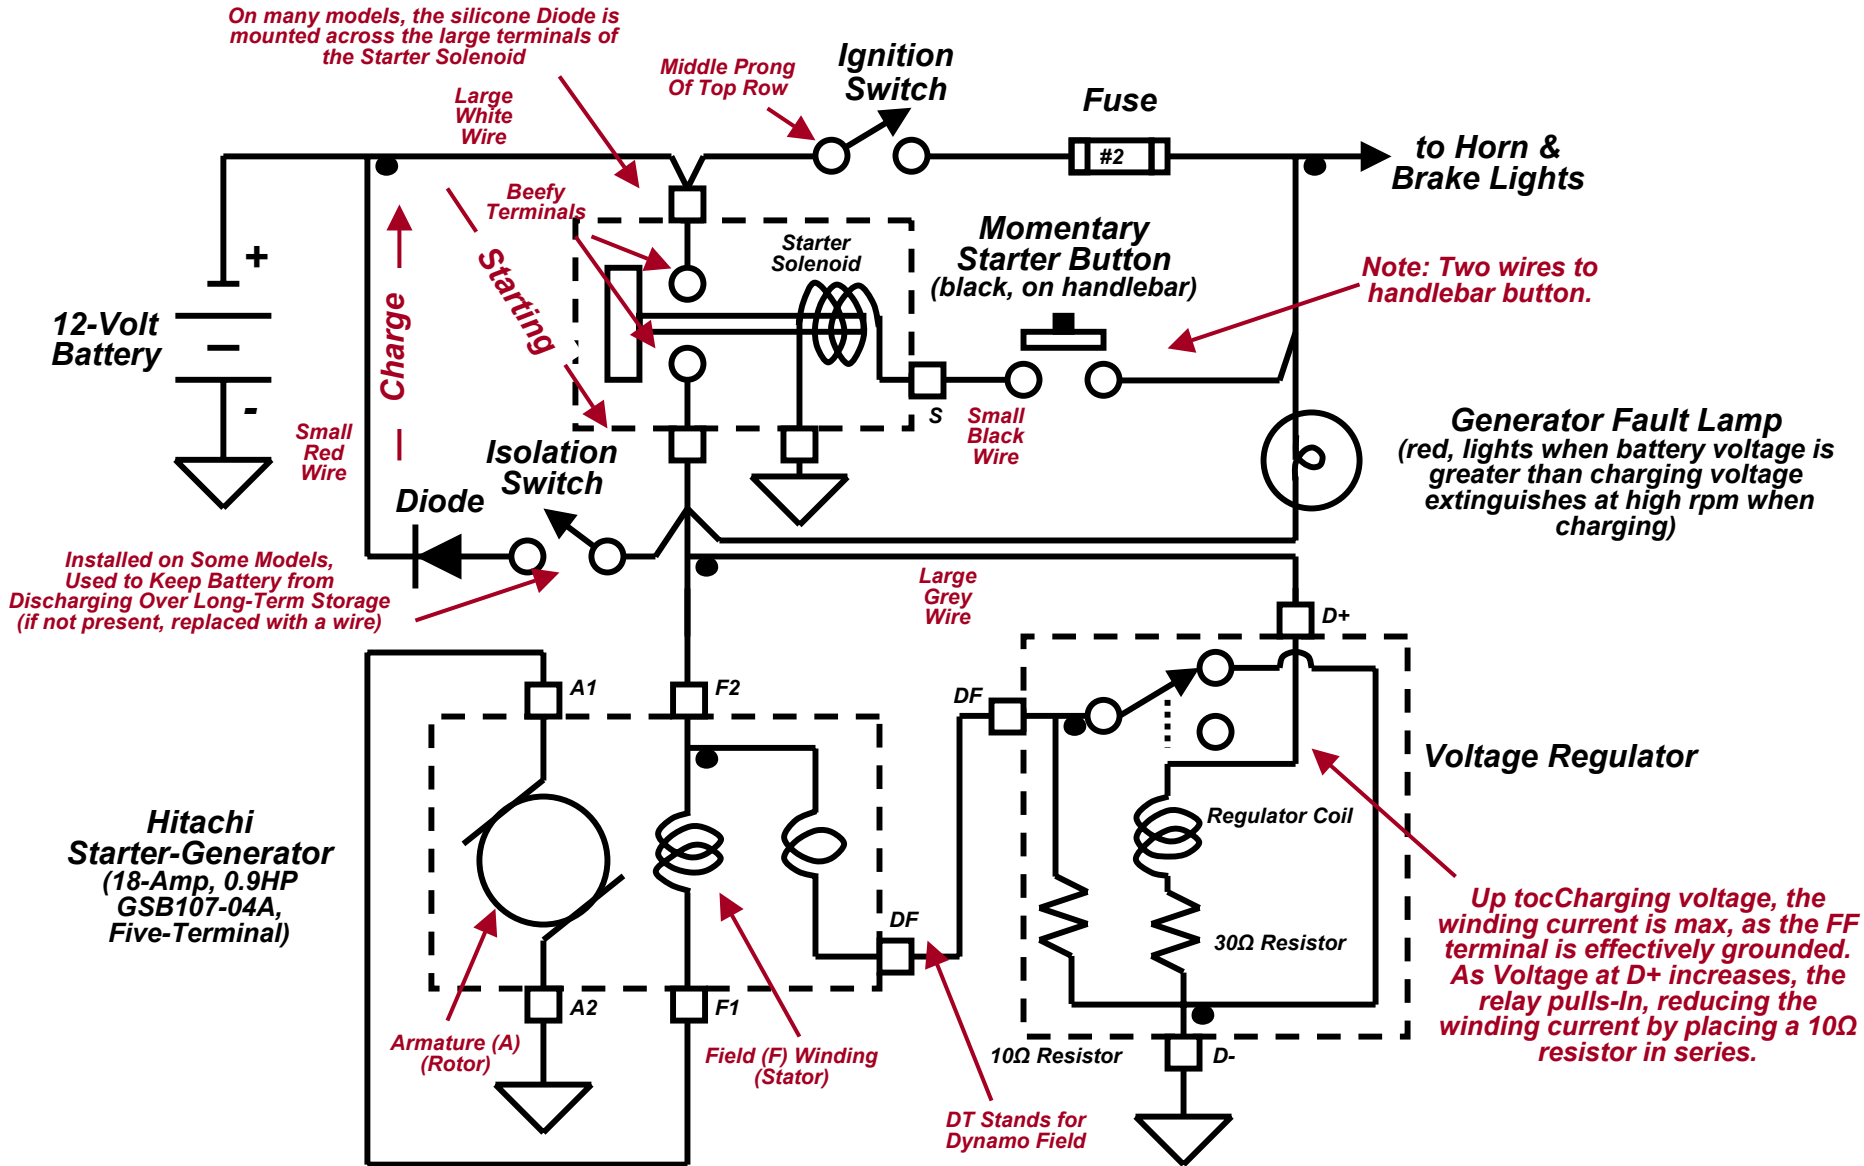 On many models, the silicone Diode is
mounted across the large terminals of
the Starter Solenoid
Middle Prong
Of Top Row
Ignition
Switch
Fuse
#2
to Horn &
Brake Lights
Large
White
Wire
Beefy
Terminals
Starter
Solenoid
Momentary
Starter Button
(black, on handlebar)
Note: Two wires to
handlebar button.
12-Volt
Battery
+
-
Charge
Starting
S
Small
Black
Wire
Small
Red
Wire
Isolation
Switch
Diode
Generator Fault Lamp
(red, lights when battery voltage is
greater than charging voltage
extinguishes at high rpm when
charging)
Installed on Some Models,
Used to Keep Battery from
Discharging Over Long-Term Storage
(if not present, replaced with a wire)
Large
Grey
Wire
D+
A1
F2
DF
Voltage Regulator
Hitachi
Starter-Generator
(18-Amp, 0.9HP
GSB107-04A,
Five-Terminal)
Regulator Coil
30Ω Resistor
DF
A2
F1
Armature (A)
(Rotor)
Field (F) Winding
(Stator)
10Ω Resistor
D-
DT Stands for
Dynamo Field
Up tocCharging voltage, the
winding current is max, as the FF
terminal is effectively grounded.
As Voltage at D+ increases, the
relay pulls-In, reducing the
winding current by placing a 10Ω
resistor in series.